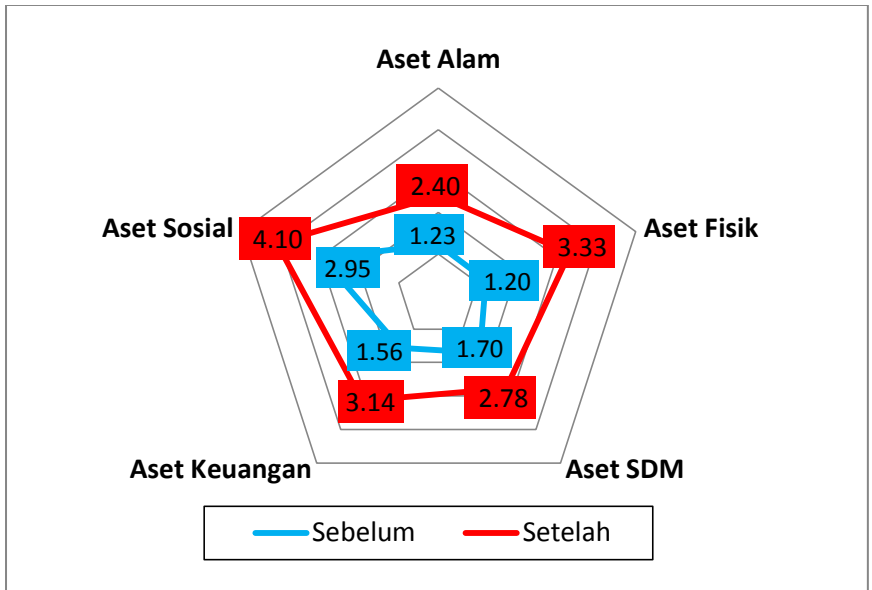 Aset Alam
2.40
1.23
Aset Sosial
4.10
2.95
1.20
3.33
Aset Fisik
1.56
1.70
3.14
2.78
Aset Keuangan
Aset SDM
Sebelum
Setelah